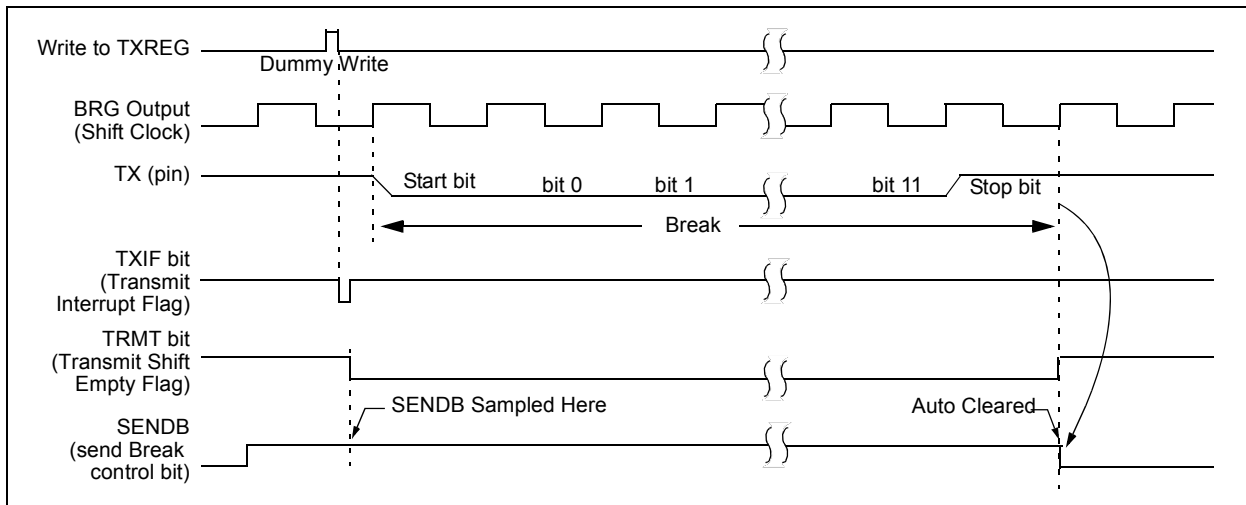 Write to TXREG
Dummy Write
BRG Output
(Shift Clock)
TX (pin)
Start bit
bit 0
bit 1
bit 11
Stop bit
Break
TXIF bit
(Transmit
Interrupt Flag)
TRMT bit
(Transmit Shift
Empty Flag)
SENDB Sampled Here
Auto Cleared
SENDB
(send Break
control bit)